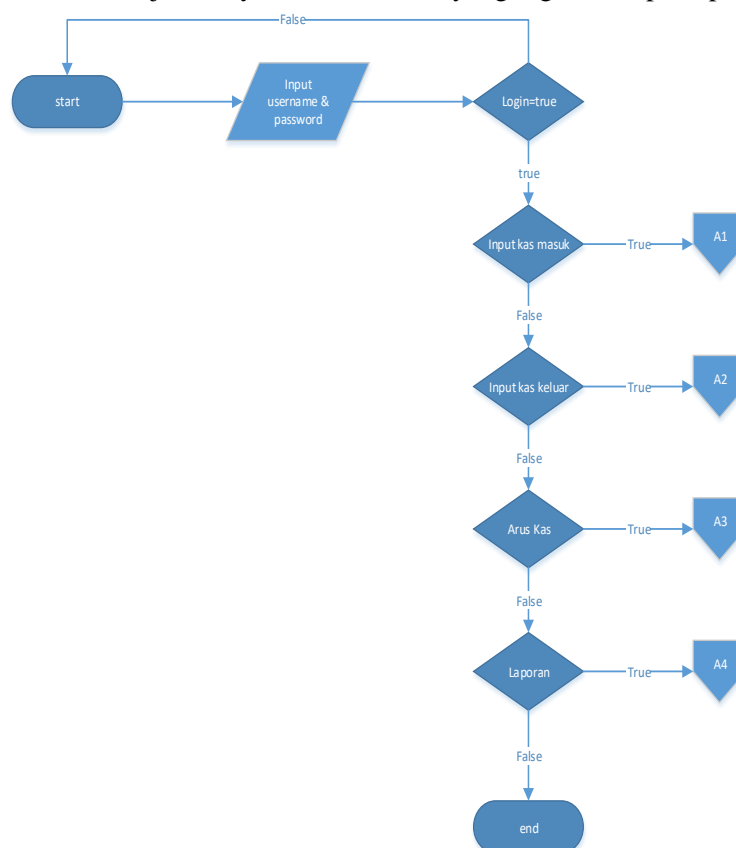 False
start
Input
username &
password
Login=true
true
Input kas masuk
True
A1
False
Input kas keluar
True
A2
False
Arus Kas
True
A3
False
Laporan
True
A4
False
end